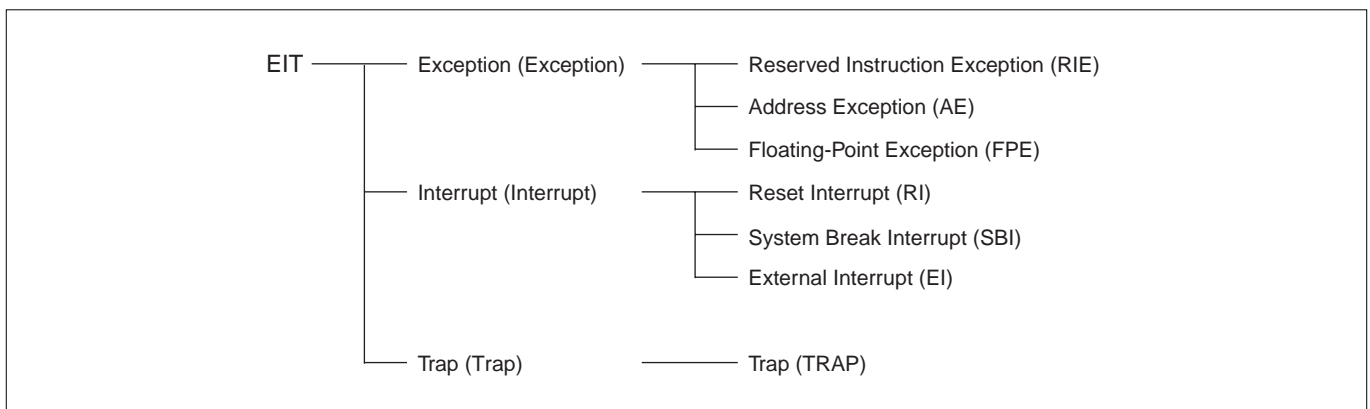 EIT Exception (Exception) Reserved Instruction Exception (RIE)
Address Exception (AE)
Floating-Point Exception (FPE)
Interrupt (Interrupt) Reset Interrupt (RI)
System Break Interrupt (SBI)
External Interrupt (EI)
Trap (Trap) Trap (TRAP)